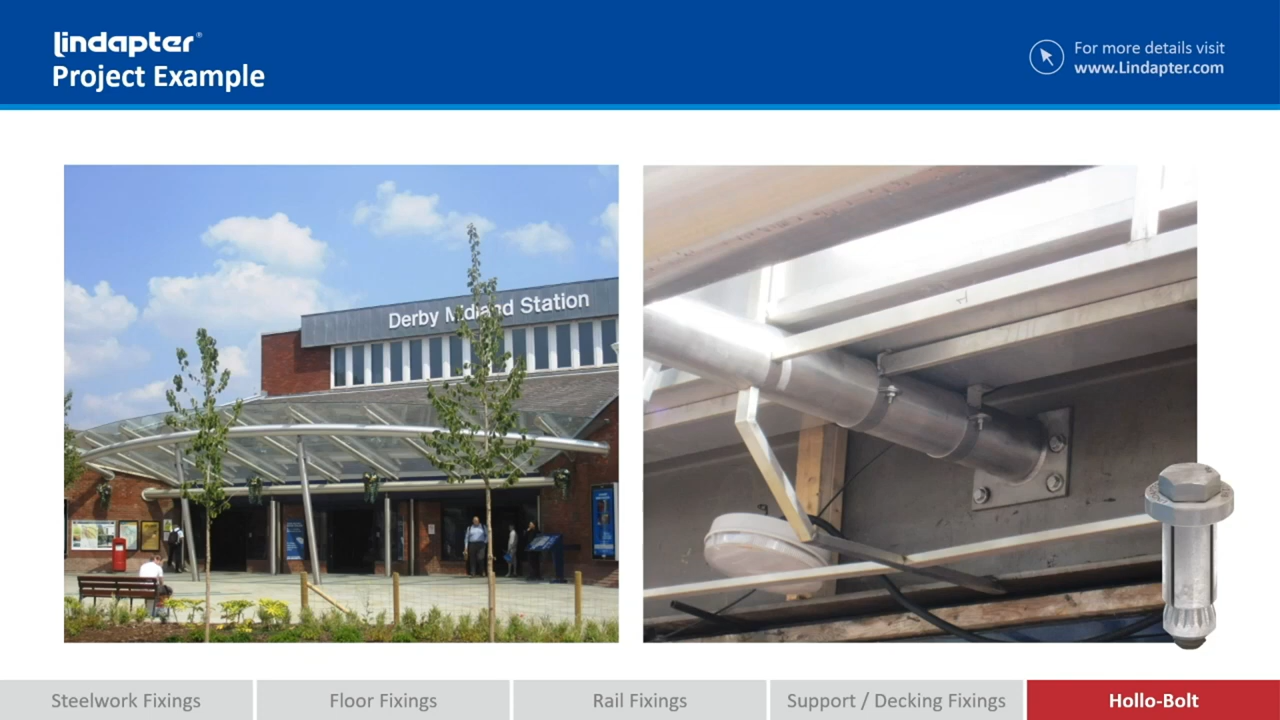 lindapter®
Project Example
For more details visit
www.Lindapter.com
Derby Midland Station
Steelwork Fixings
Floor Fixings
Rail Fixings
Support / Decking Fixings
Hollo-Bolt